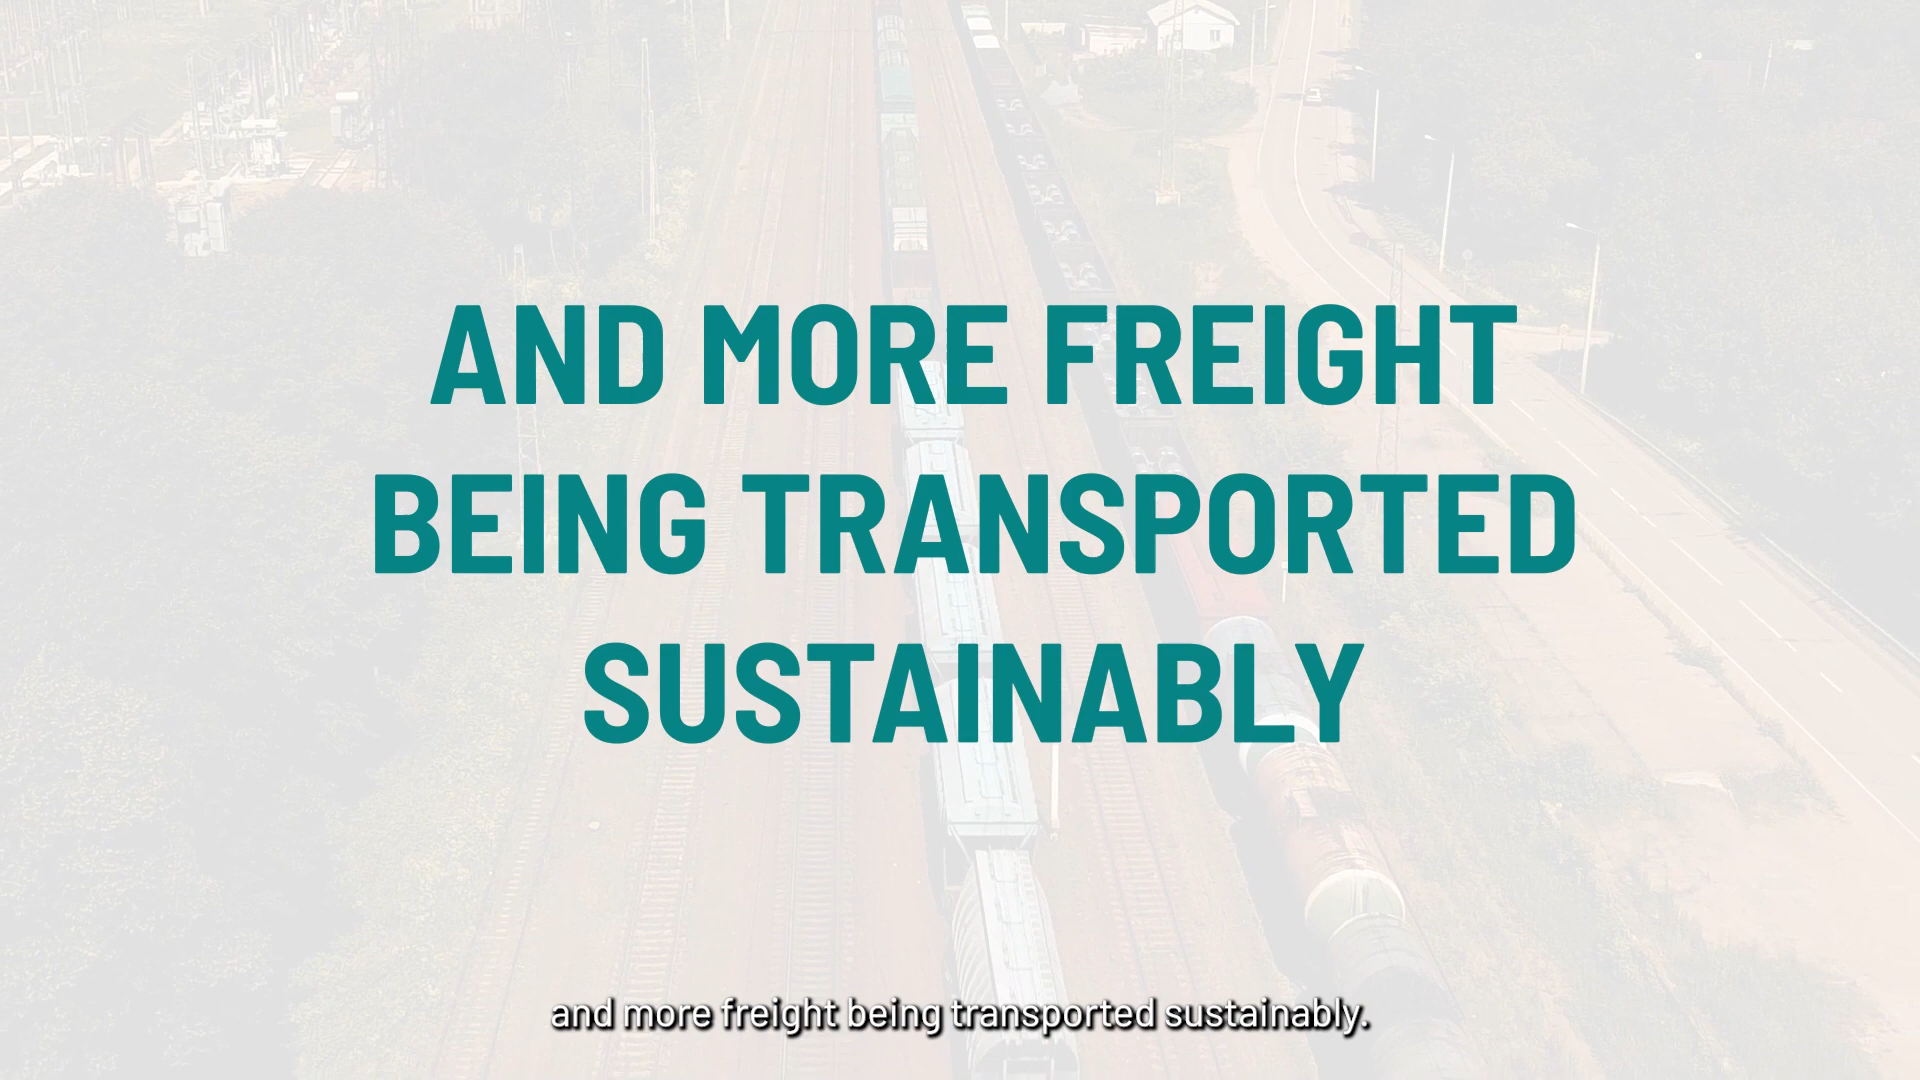 AND MORE FREIGHT
BEING TRANSPORTED
SUSTAINABLY
and more freight being transported sustainably.